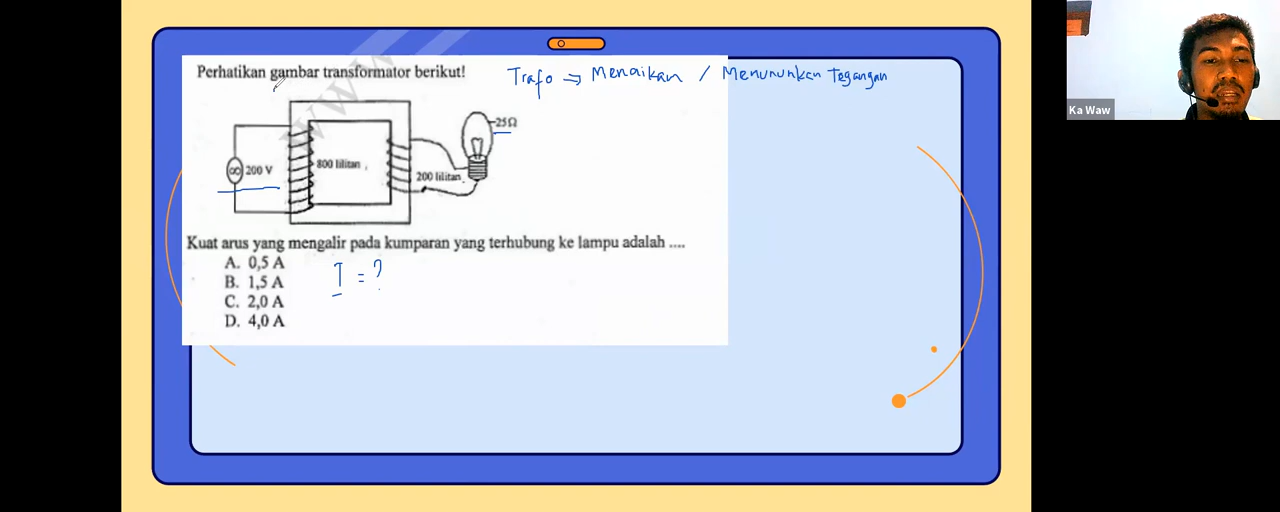 Perhatikan gambar transformator berikut!
Trafo ⇒ Menaikan / Menurunkan Tegangan
25Ω
200 V
800 lilitan
200 lilitan
Kuat arus yang mengalir pada kumparan yang terhubung ke lampu adalah ....
A. 0,5 A
B. 1,5 A
C. 2,0 A
D. 4,0 A
I = ?
Ka Waw
www